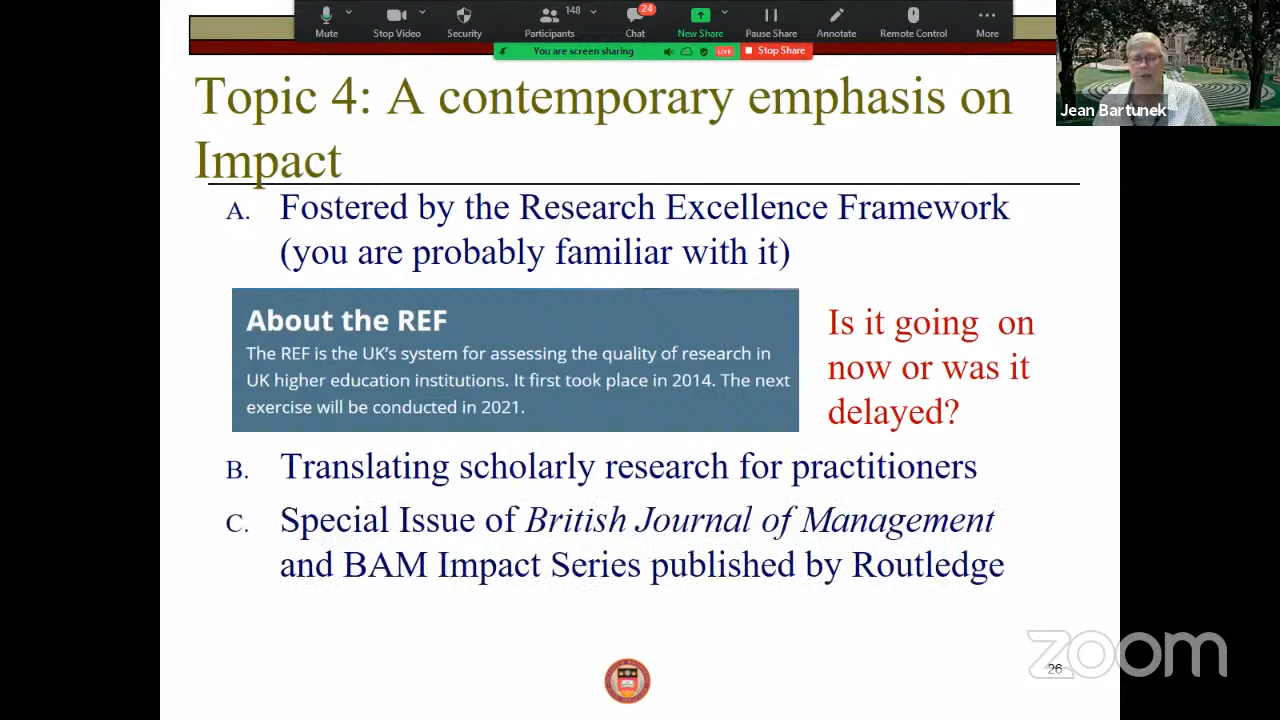 148
24
Mute
Stop Video
Security
Participants
Chat
New Share
Pause Share
Annotate
Remote Control
More
You are screen sharing
LIVE
Stop Share
Jean Bartunek
Topic 4: A contemporary emphasis on
Impact
A. Fostered by the Research Excellence Framework
(you are probably familiar with it)
About the REF
The REF is the UK's system for assessing the quality of research in
UK higher education institutions. It first took place in 2014. The next
exercise will be conducted in 2021.
Is it going on
now or was it
delayed?
B. Translating scholarly research for practitioners
C. Special Issue of British Journal of Management
and BAM Impact Series published by Routledge
zoom
26